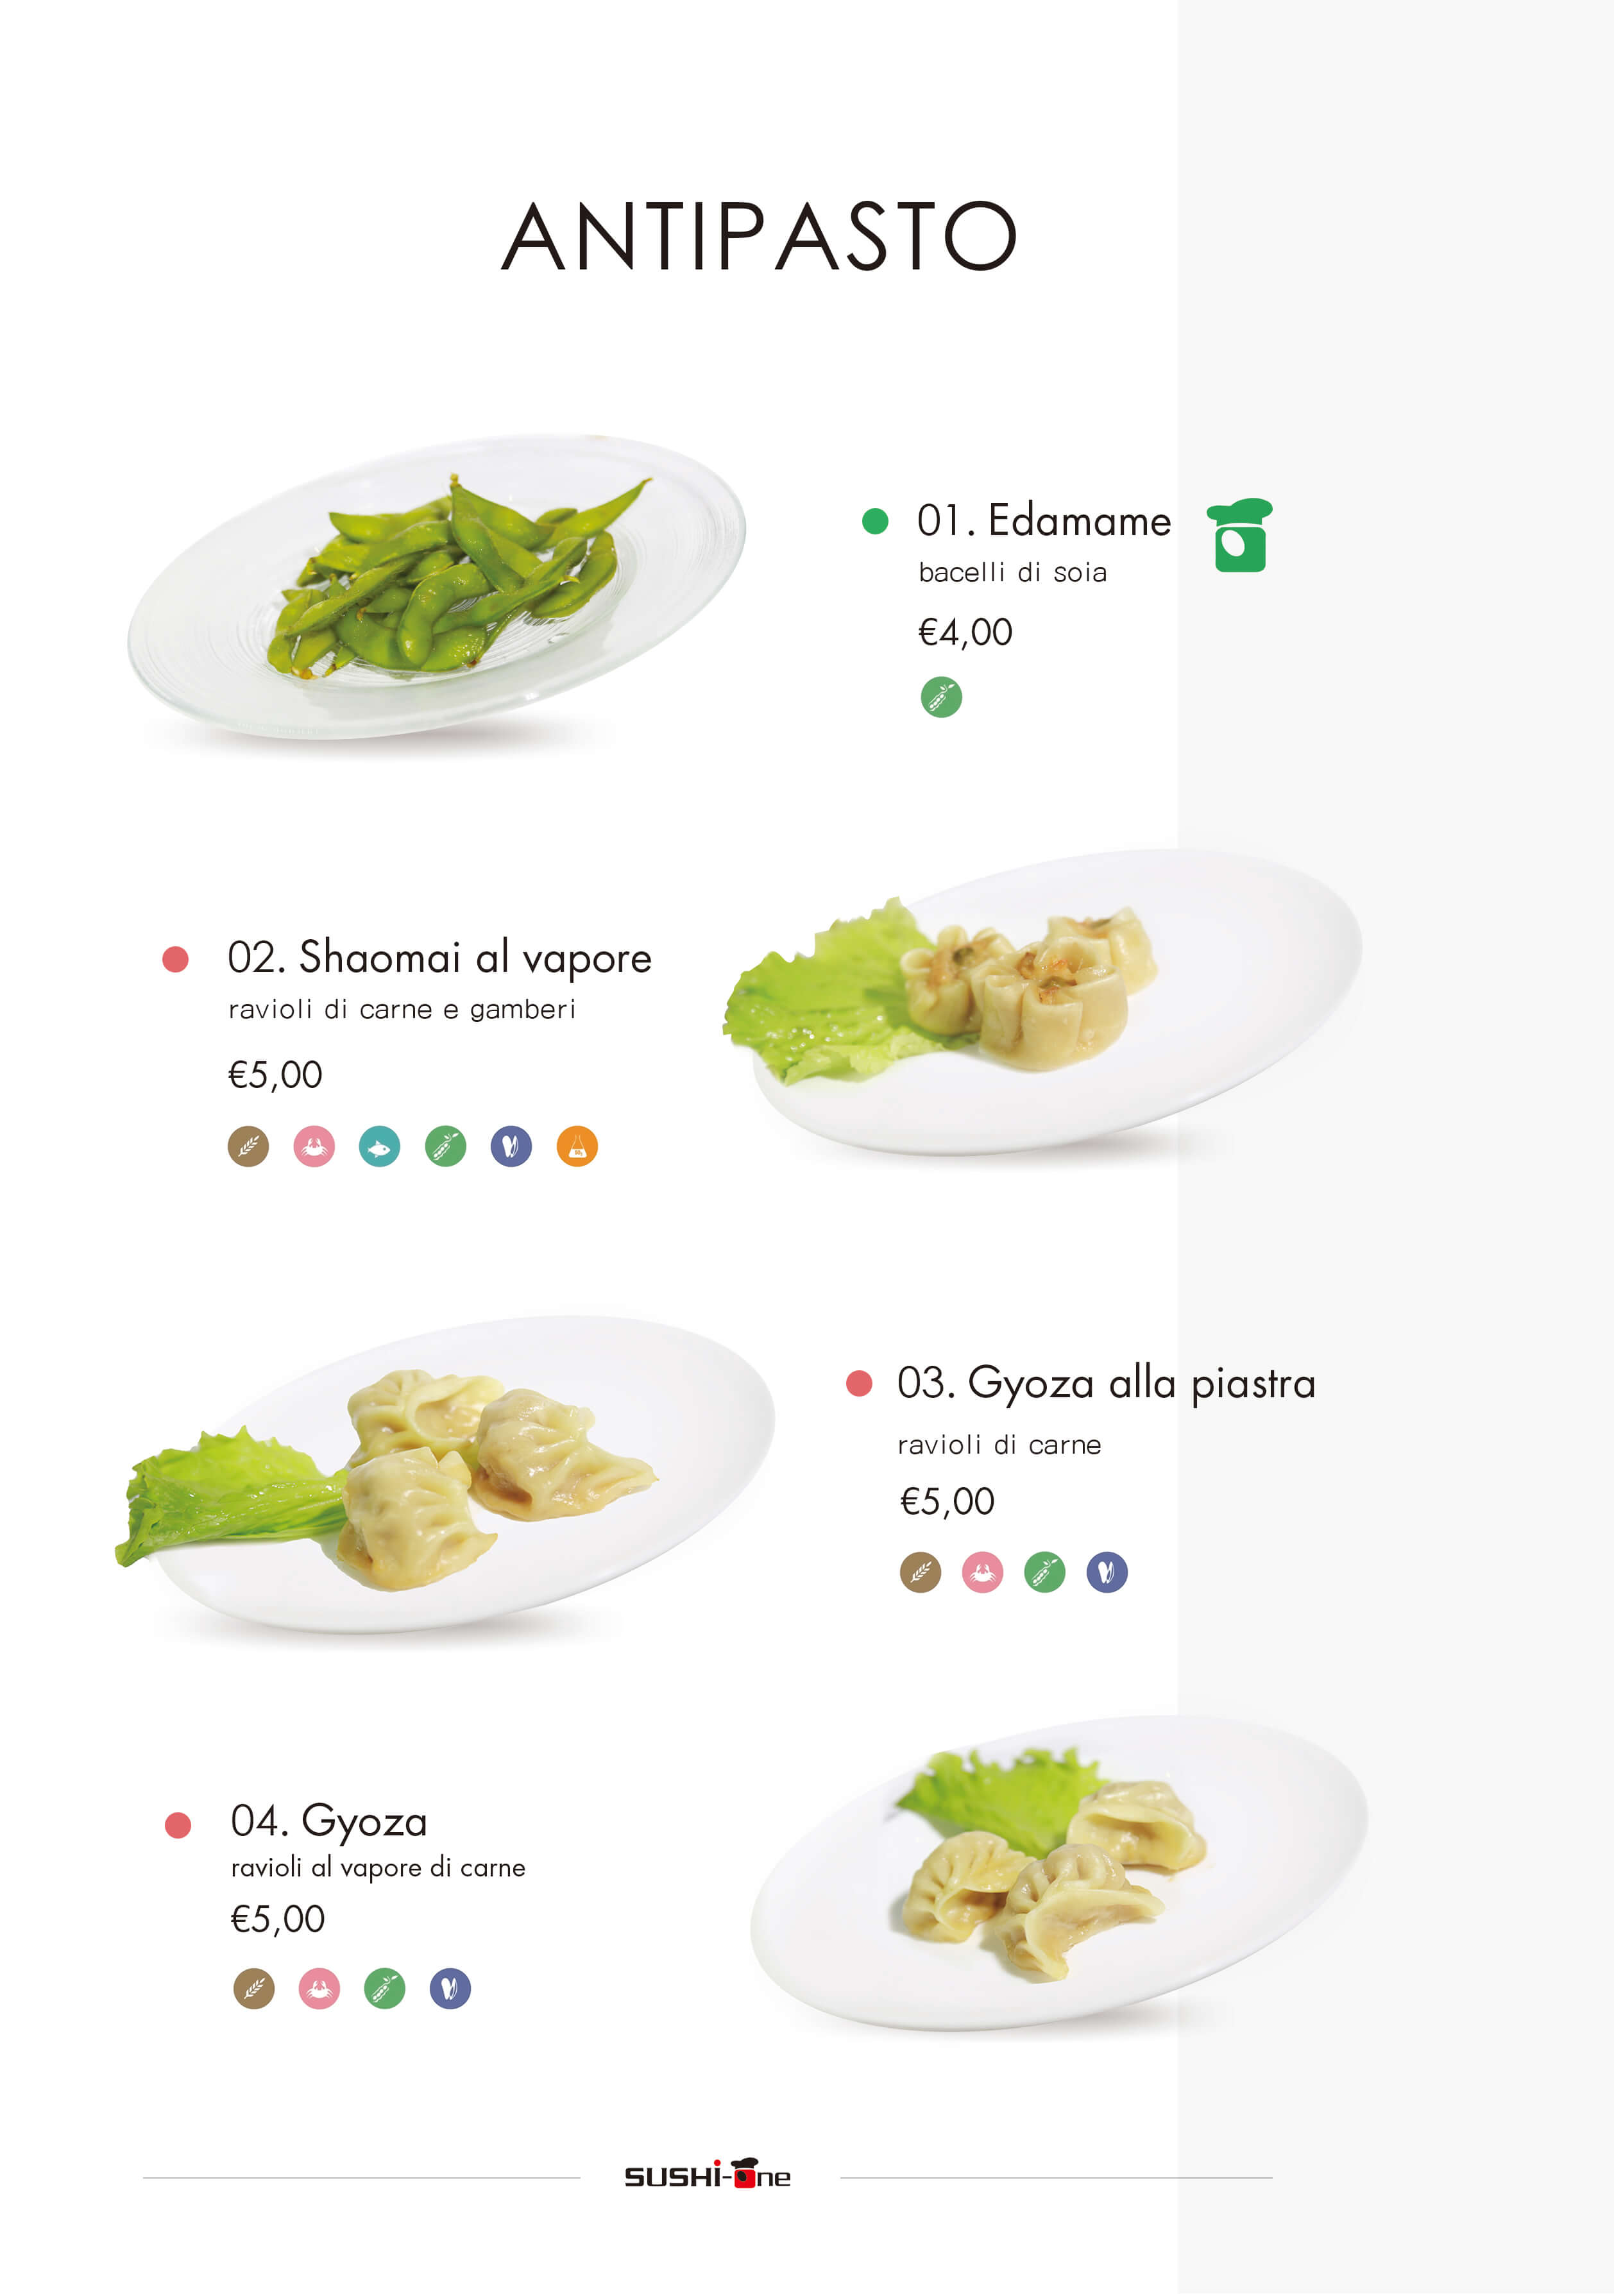 ANTIPASTO
01. Edamame
bacelli di soia
€4,00
02. Shaomai al vapore
ravioli di carne e gamberi
€5,00
03. Gyoza alla piastra
ravioli di carne
€5,00
04. Gyoza
ravioli al vapore di carne
€5,00
SUSHi-One